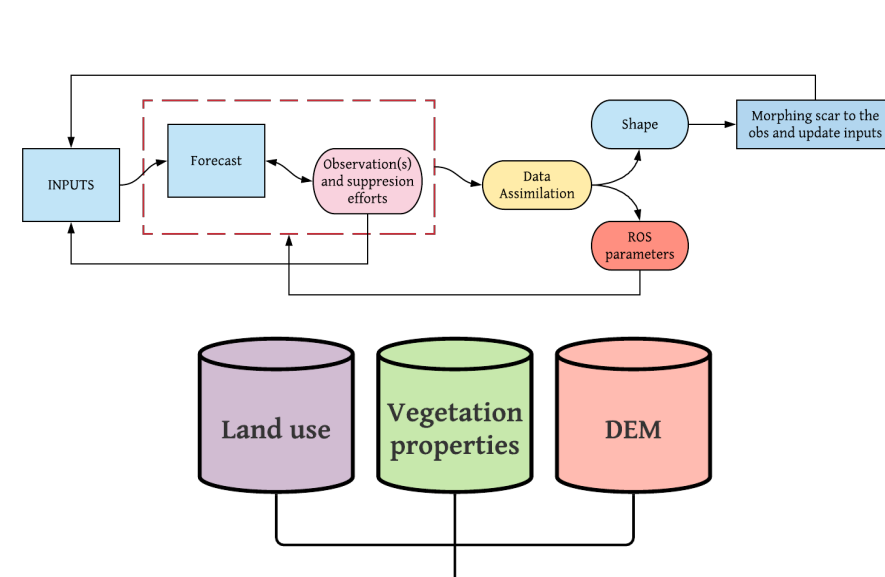 INPUTS
Forecast
Observation(s)
and suppresion
efforts
Data
Assimilation
Shape
ROS
parameters
Morphing scar to the
obs and update inputs
Land use
Vegetation
properties
DEM